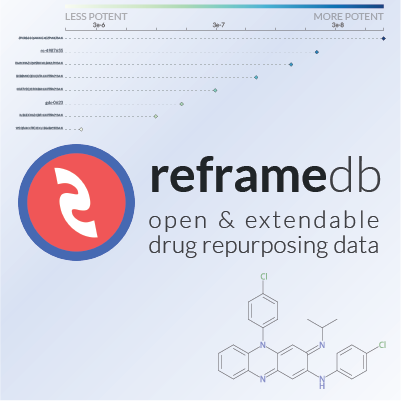 LESS POTENT MORE POTENT
3e-6 3e-7 3e-8
reframedb
open & extendable
drug repurposing data
Cl
N N Cl
N N
H